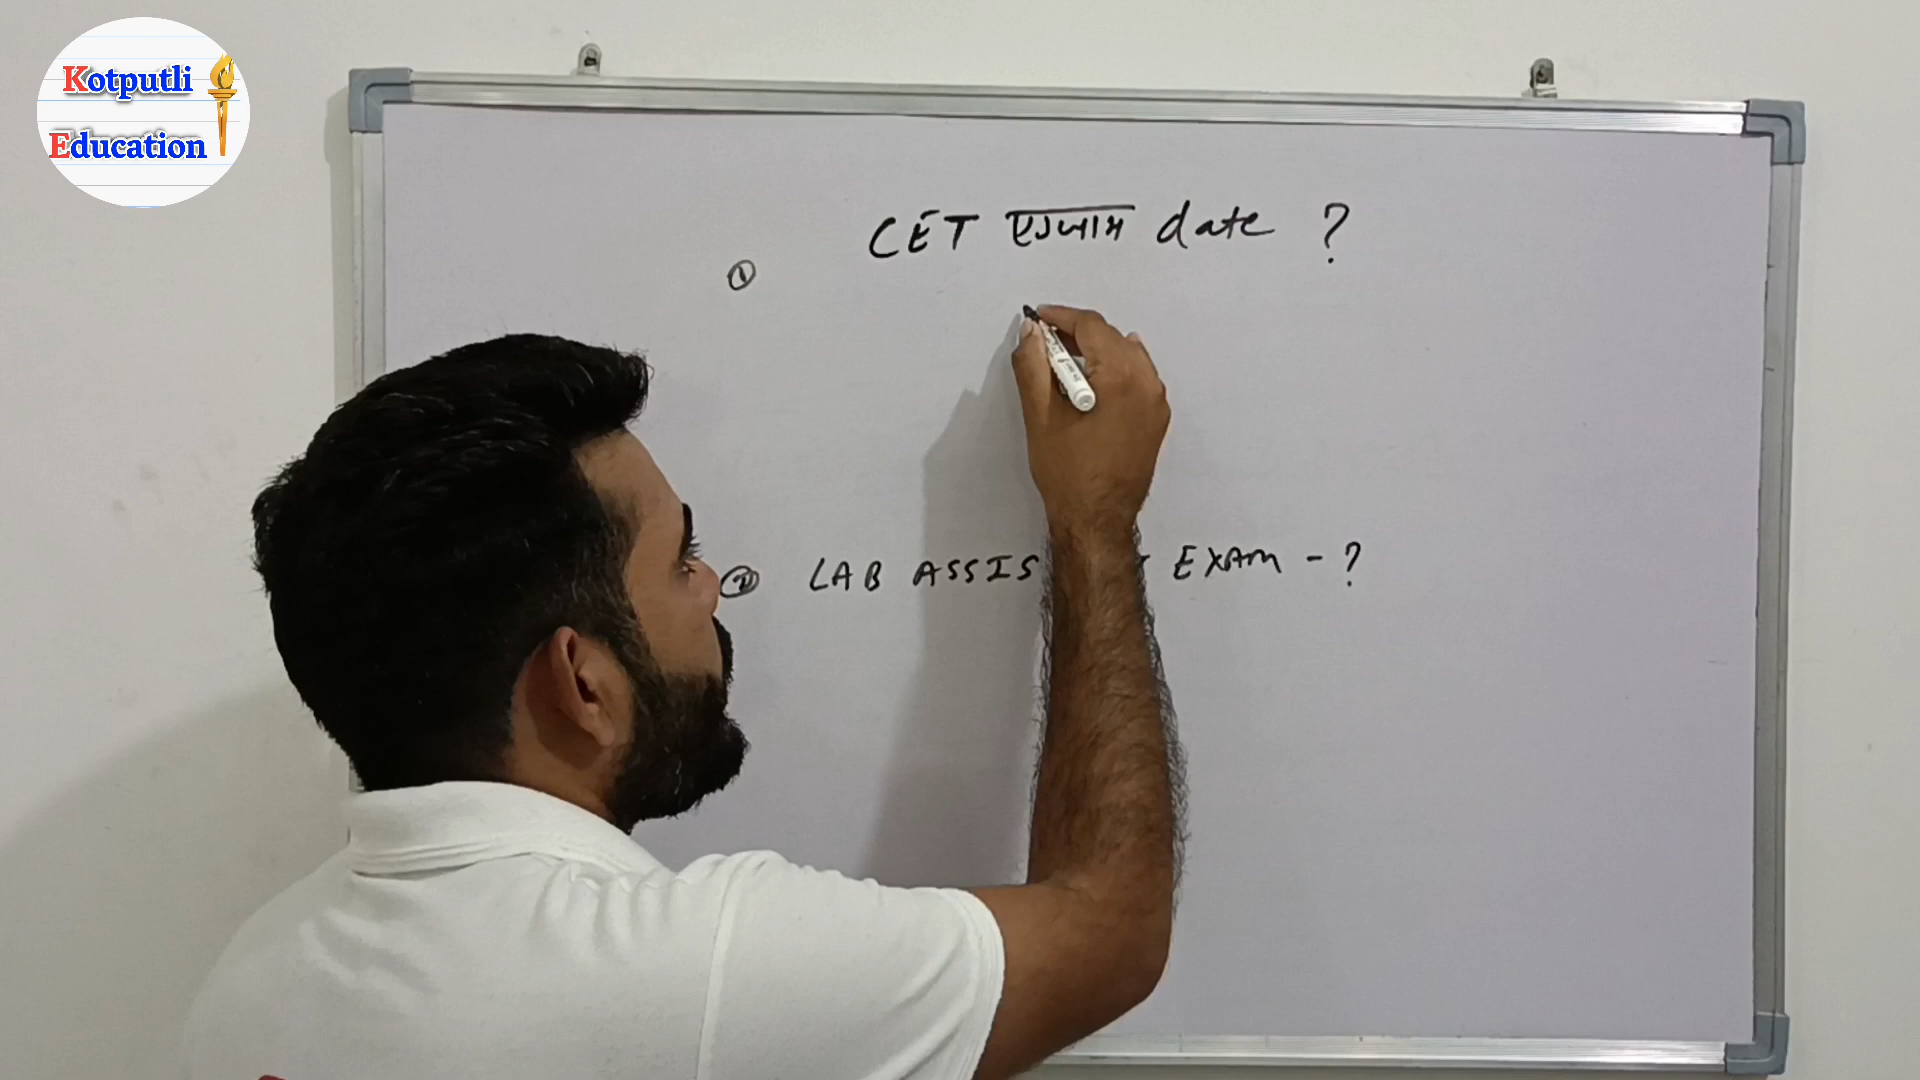 Kotputli
Education
CET एग्जाम date ?
①
② LAB ASSIS EXAM - ?